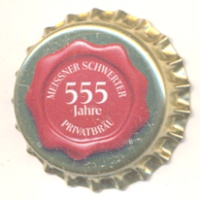 MEISSNER SCHWERTER
555
Jahre
PRIVATBRÄU